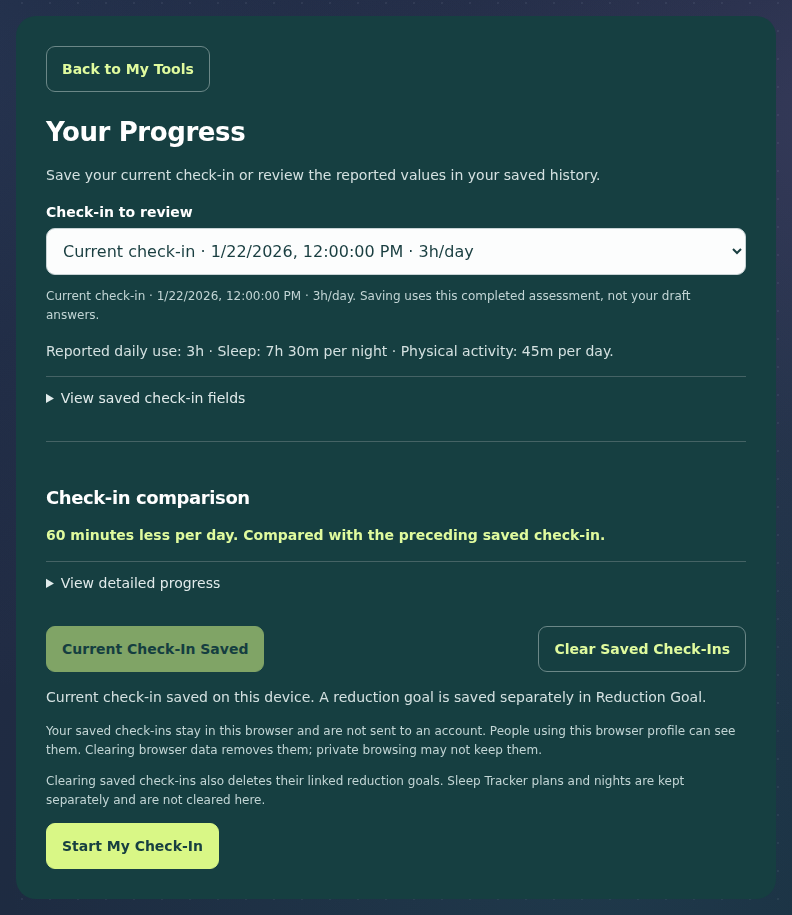 Back to My Tools
Your Progress
Save your current check-in or review the reported values in your saved history.
Check-in to review
Current check-in · 1/22/2026, 12:00:00 PM · 3h/day
Current check-in · 1/22/2026, 12:00:00 PM · 3h/day. Saving uses this completed assessment, not your draft
answers.
Reported daily use: 3h · Sleep: 7h 30m per night · Physical activity: 45m per day.
View saved check-in fields
Check-in comparison
60 minutes less per day. Compared with the preceding saved check-in.
View detailed progress
Current Check-In Saved
Clear Saved Check-Ins
Current check-in saved on this device. A reduction goal is saved separately in Reduction Goal.
Your saved check-ins stay in this browser and are not sent to an account. People using this browser profile can see
them. Clearing browser data removes them; private browsing may not keep them.
Clearing saved check-ins also deletes their linked reduction goals. Sleep Tracker plans and nights are kept
separately and are not cleared here.
Start My Check-In